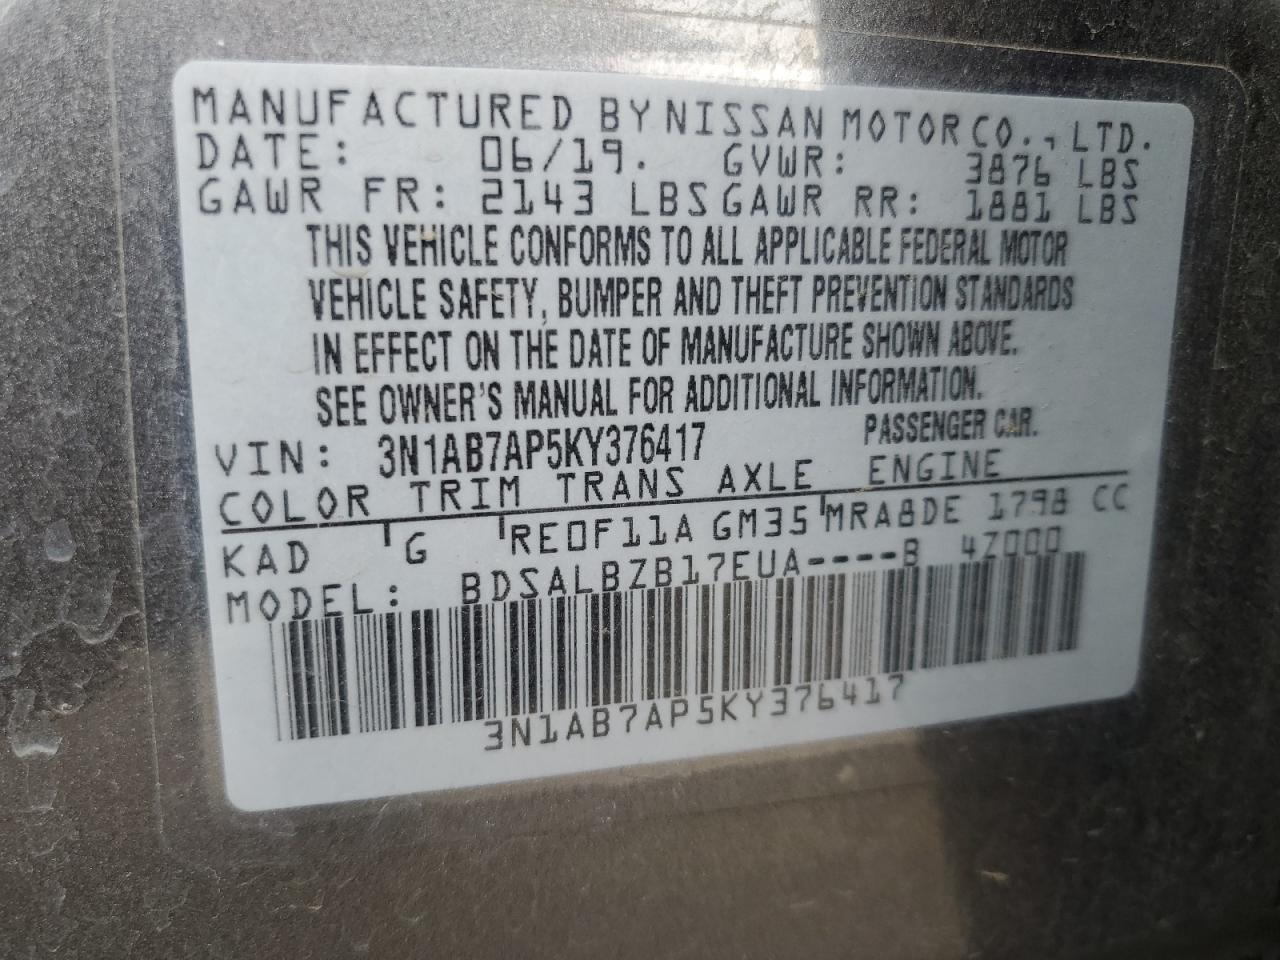 MANUFACTURED BY NISSAN MOTOR CO., LTD.
DATE: 06/19. GVWR: 3876 LBS
GAWR FR: 2143 LBS GAWR RR: 1881 LBS
THIS VEHICLE CONFORMS TO ALL APPLICABLE FEDERAL MOTOR
VEHICLE SAFETY, BUMPER AND THEFT PREVENTION STANDARDS
IN EFFECT ON THE DATE OF MANUFACTURE SHOWN ABOVE.
SEE OWNER'S MANUAL FOR ADDITIONAL INFORMATION.
VIN: 3N1AB7AP5KY376417 PASSENGER CAR.
COLOR TRIM TRANS AXLE ENGINE
KAD G RE0F11A GM35 MRA8DE 1798 CC
MODEL: BDSALBZB17EUA----B 4Z000
3N1AB7AP5KY376417